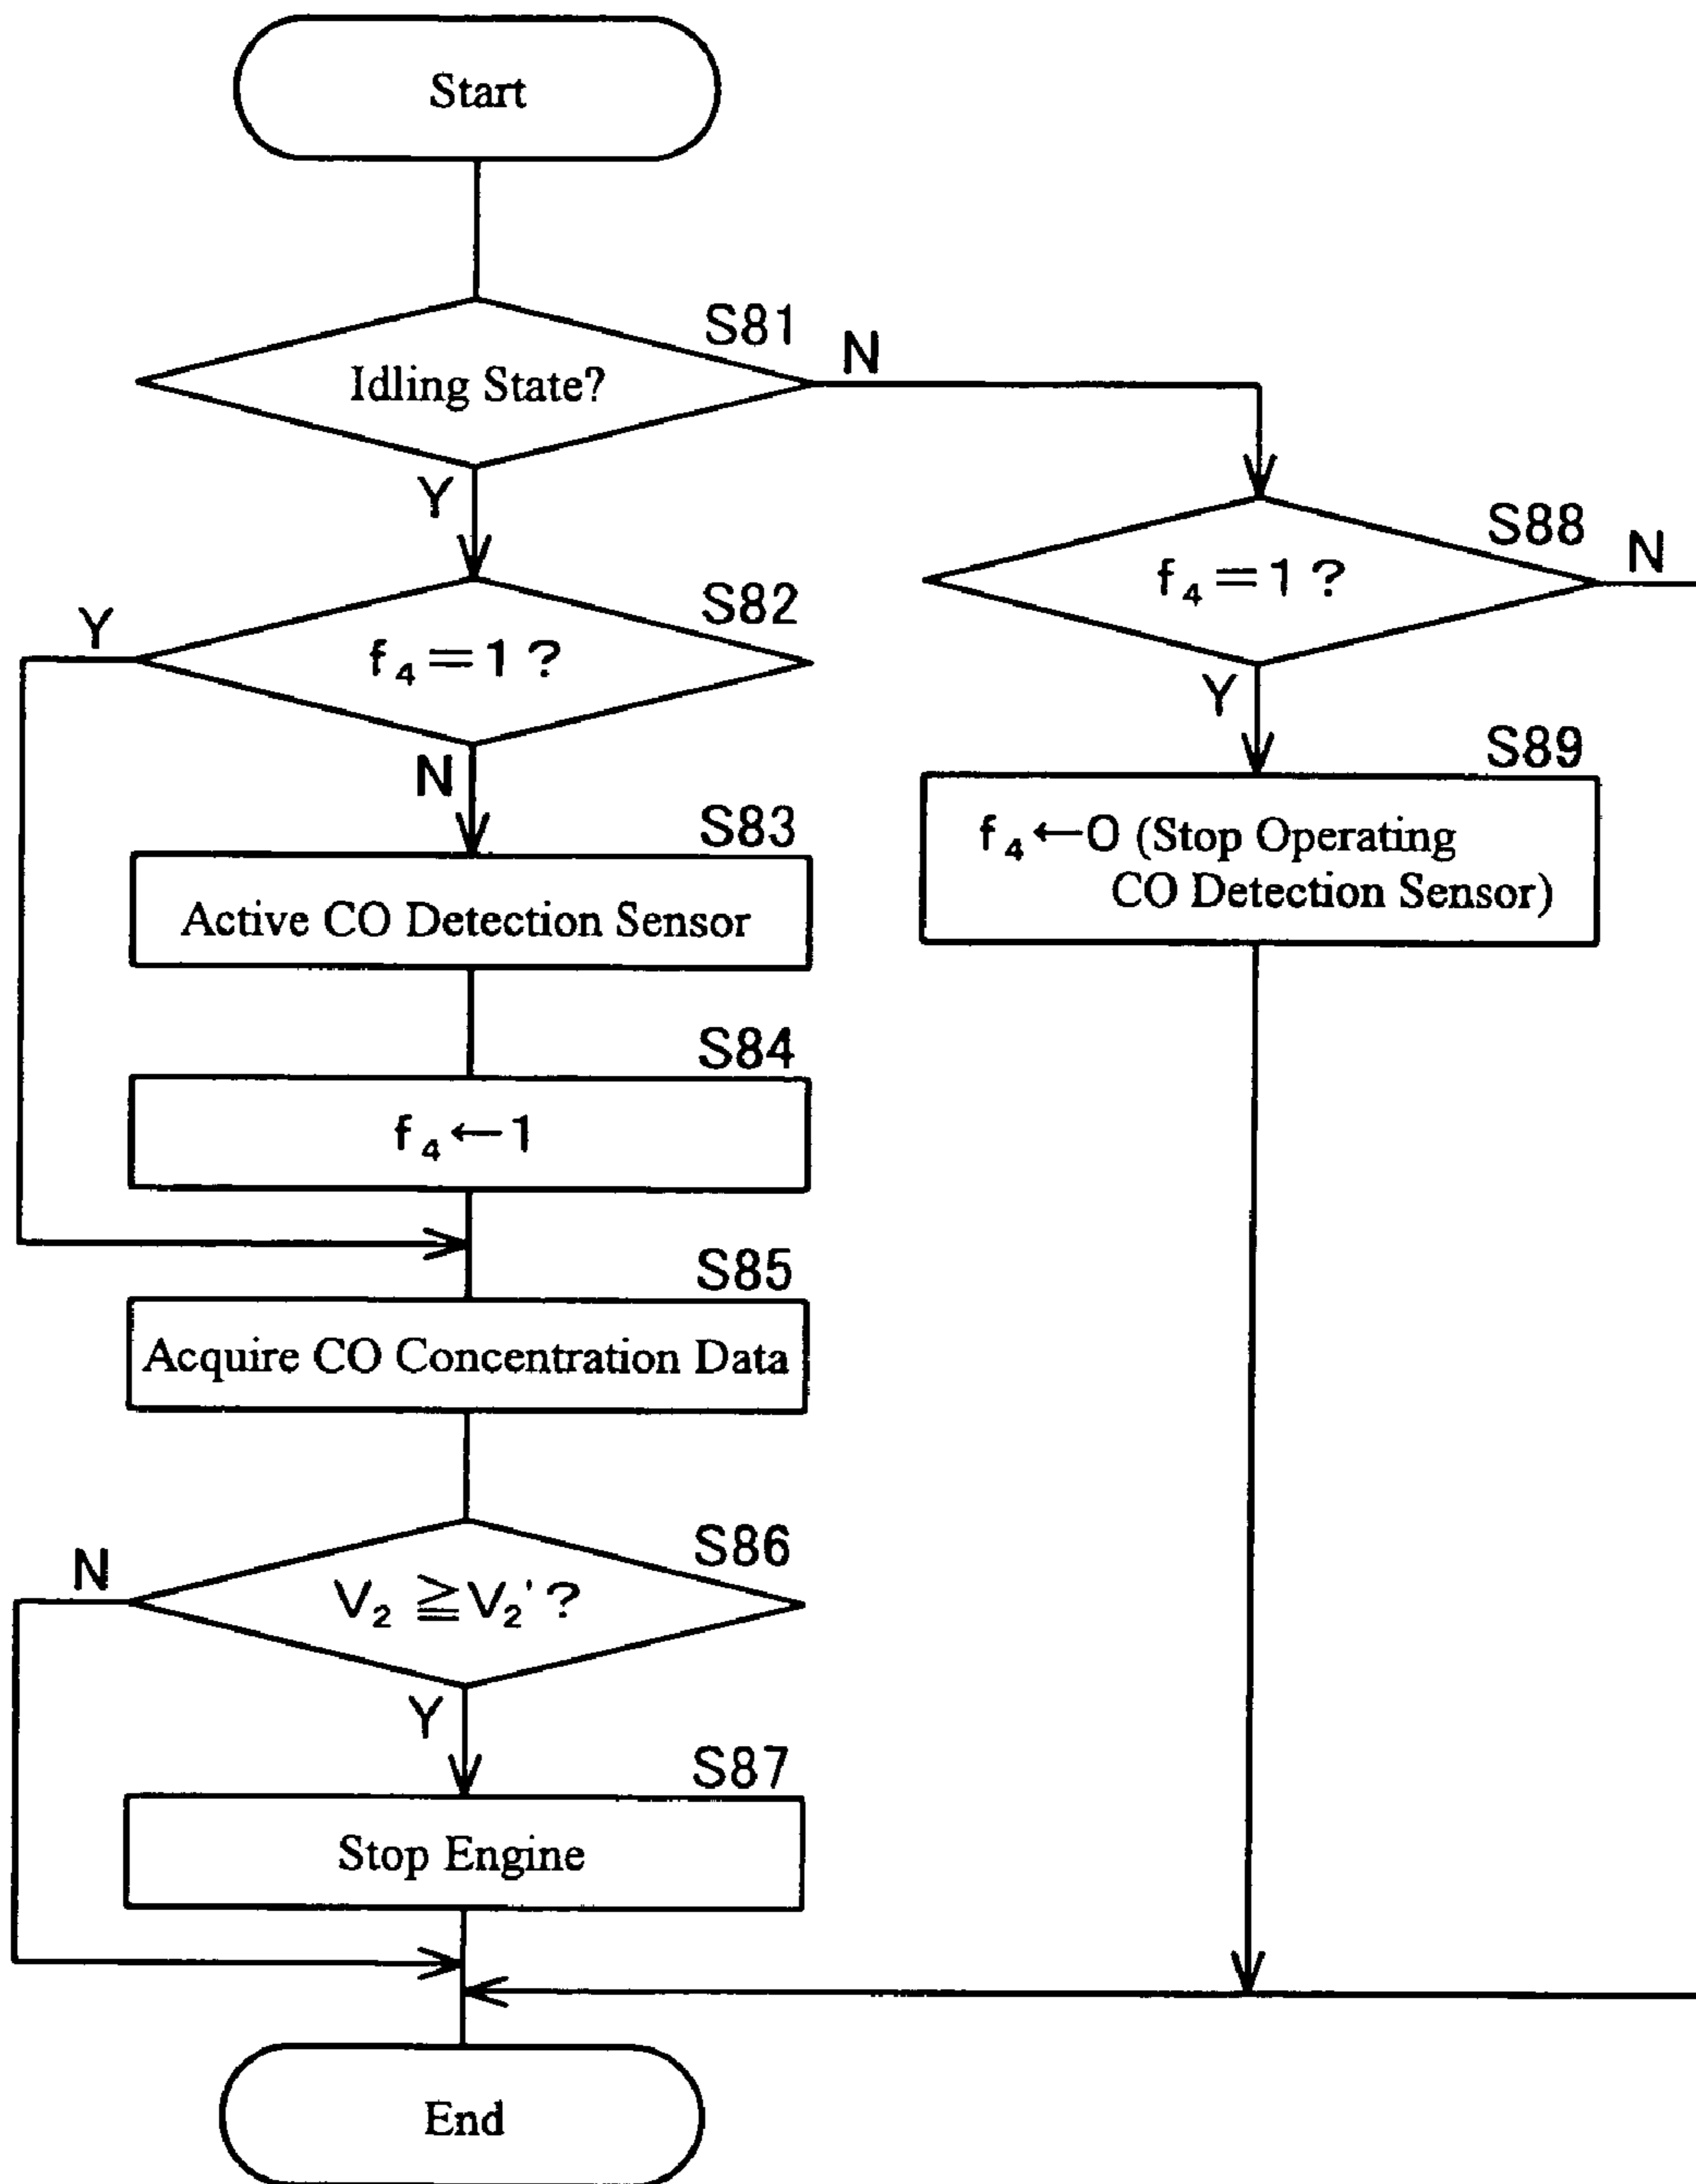 Start
S81
Idling State?
N
Y
S88
f₄=1?
N
Y
S82
f₄=1?
Y
N
S83
Active CO Detection Sensor
S89
f₄←0 (Stop Operating
CO Detection Sensor)
S84
f₄←1
S85
Acquire CO Concentration Data
S86
V₂≧V₂'?
N
Y
S87
Stop Engine
End